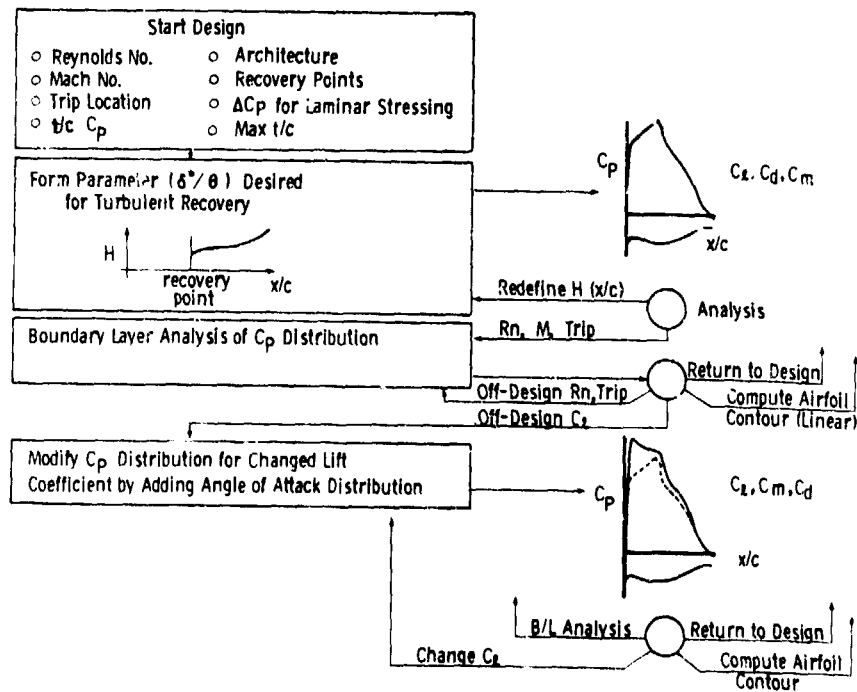 Start Design
○ Reynolds No.
○ Mach No.
○ Trip Location
○ t/c Cp
○ Architecture
○ Recovery Points
○ ΔCp for Laminar Stressing
○ Max t/c
Form Parameter (δ*/θ) Desired
for Turbulent Recovery
H
recovery
point
x/c
Cp
Cℓ, Cd, Cm
x/c
Redefine H (x/c)
Analysis
Rn, M, Trip
Boundary Layer Analysis of Cp Distribution
Return to Design
Off-Design Rn, Trip
Compute Airfoil
Contour (Linear)
Off-Design Cℓ
Modify Cp Distribution for Changed Lift
Coefficient by Adding Angle of Attack Distribution
Cp
Cℓ, Cm, Cd
x/c
B/L Analysis
Return to Design
Change Cℓ
Compute Airfoil
Contour